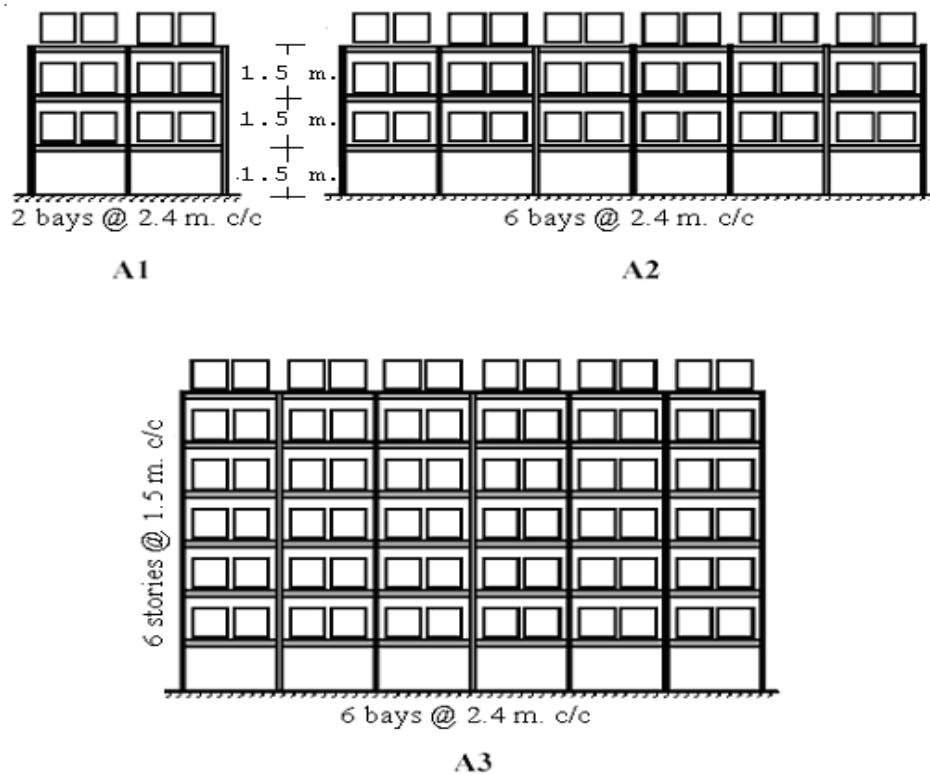 1.5 m.
1.5 m.
1.5 m.
2 bays @ 2.4 m. c/c
6 bays @ 2.4 m. c/c
A1
A2
6 stories @ 1.5 m. c/c
6 bays @ 2.4 m. c/c
A3